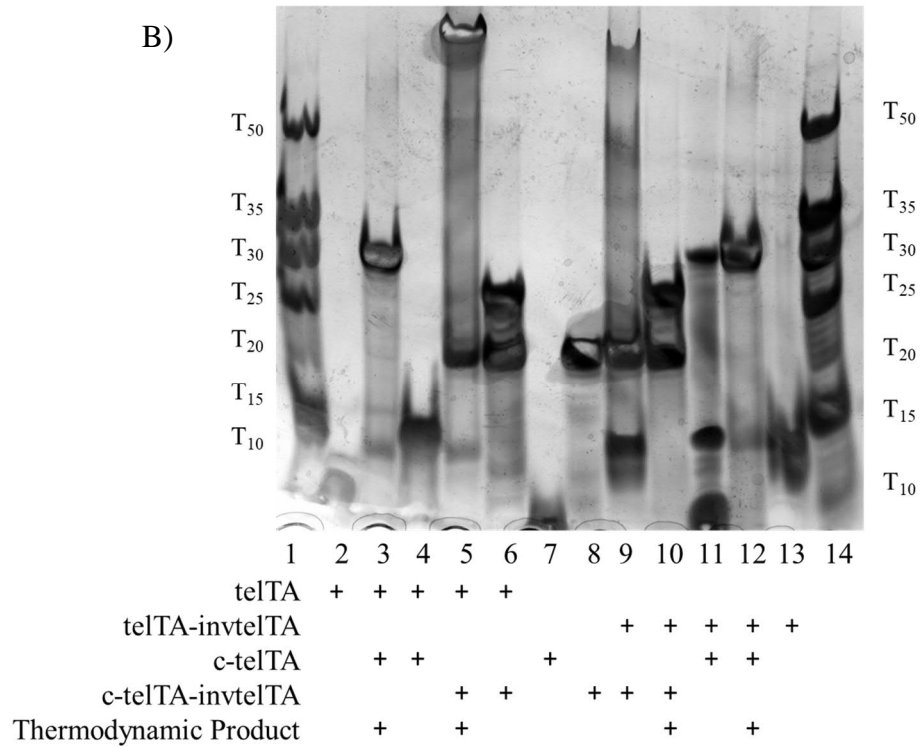 B)
T50 T50
T35 T35
T30 T30
T25 T25
T20 T20
T15 T15
T10 T10
1 2 3 4 5 6 7 8 9 10 11 12 13 14
telTA + + + + +
telTA-invtelTA + + + + +
c-telTA + + + + +
c-telTA-invtelTA + + + + +
Thermodynamic Product + + + +